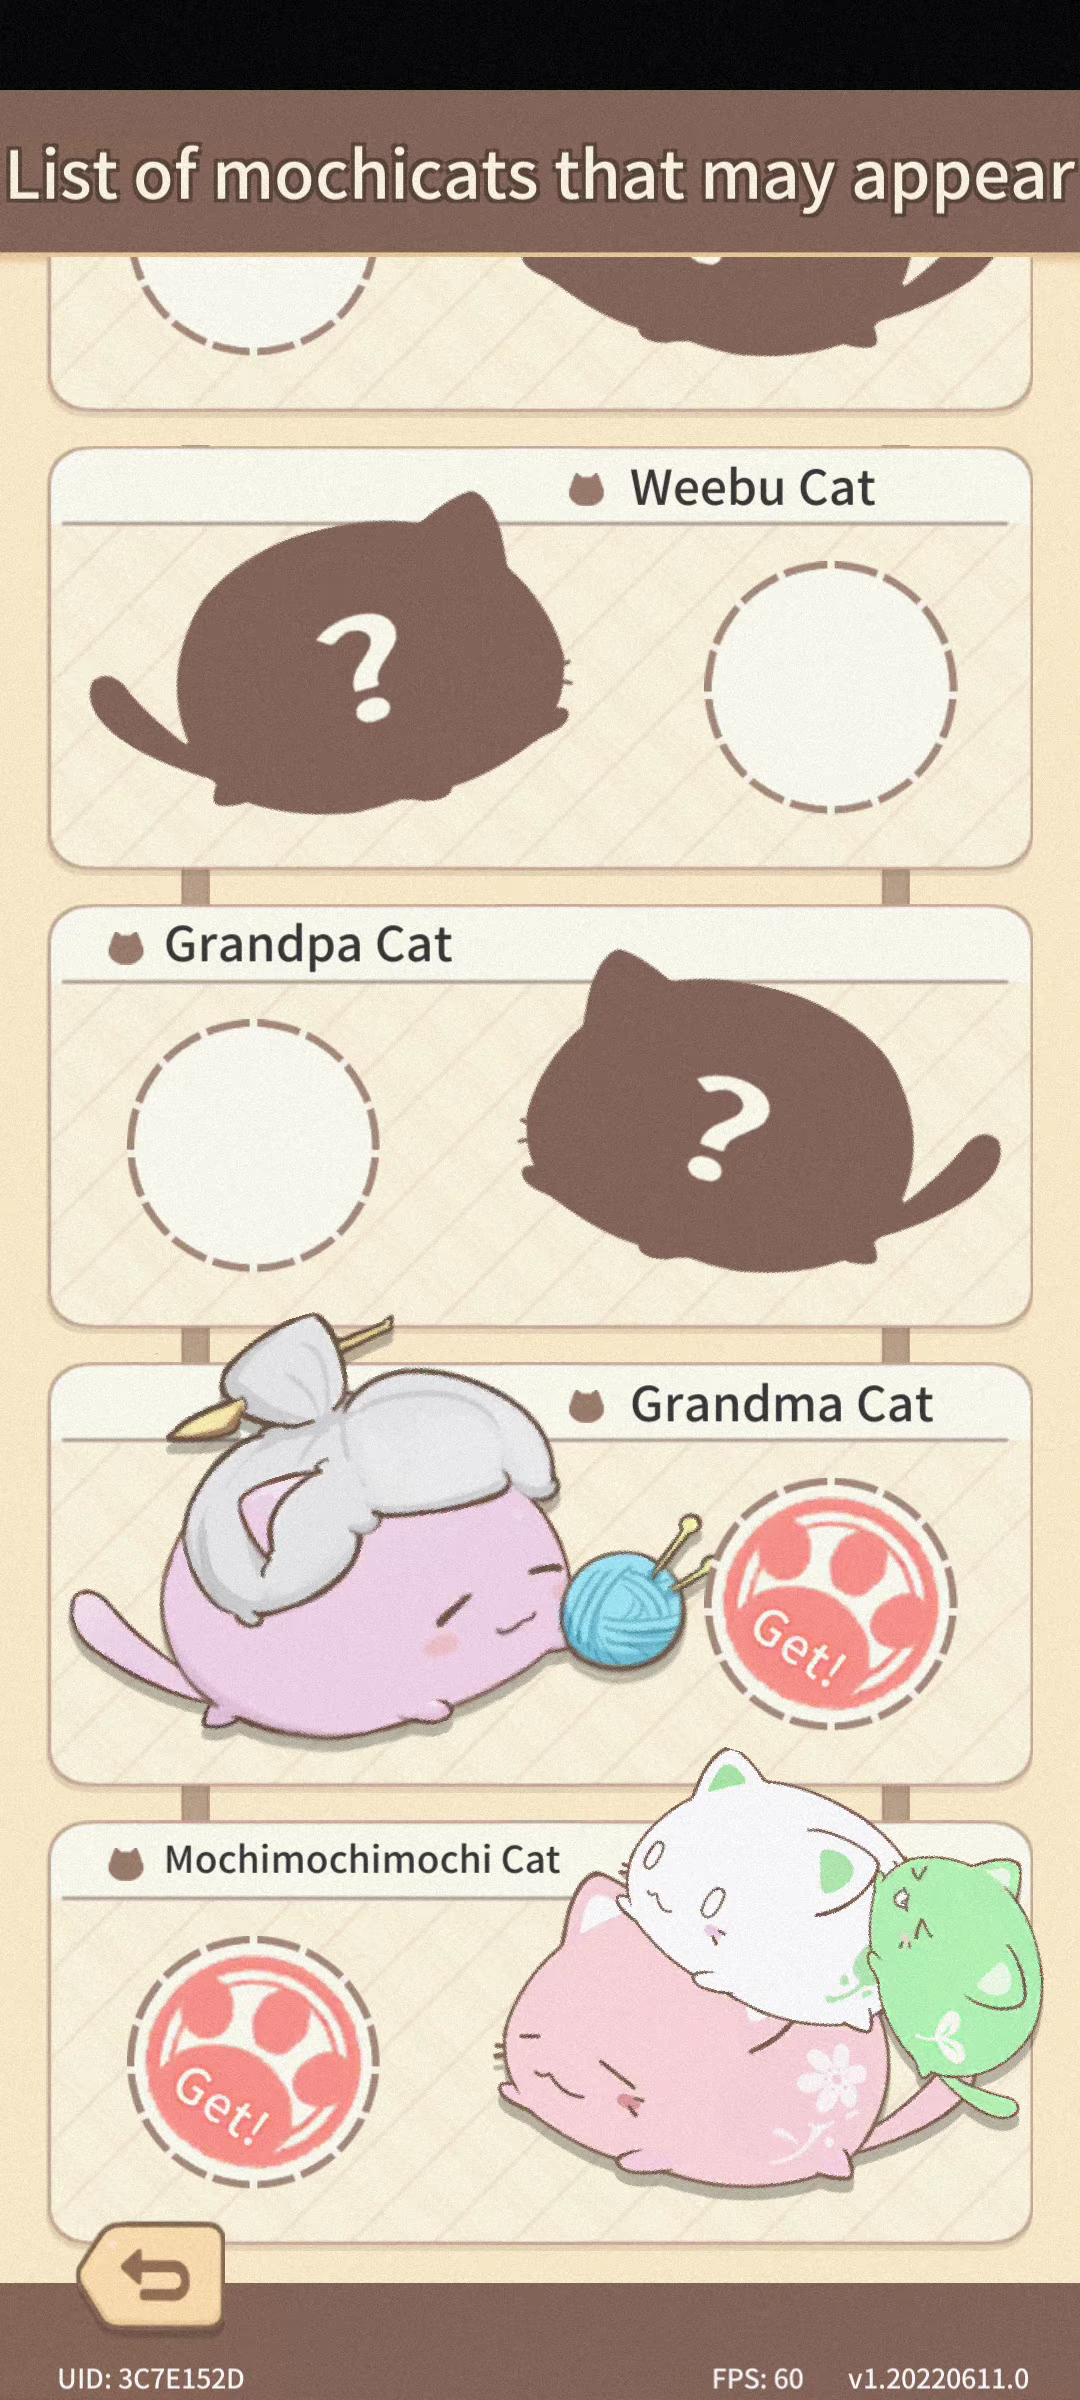 List of mochicats that may appear
Weebu Cat
?
Grandpa Cat
?
Grandma Cat
Get!
Mochimochimochi Cat
Get!
UID: 3C7E152D
FPS: 60
v1.20220611.0